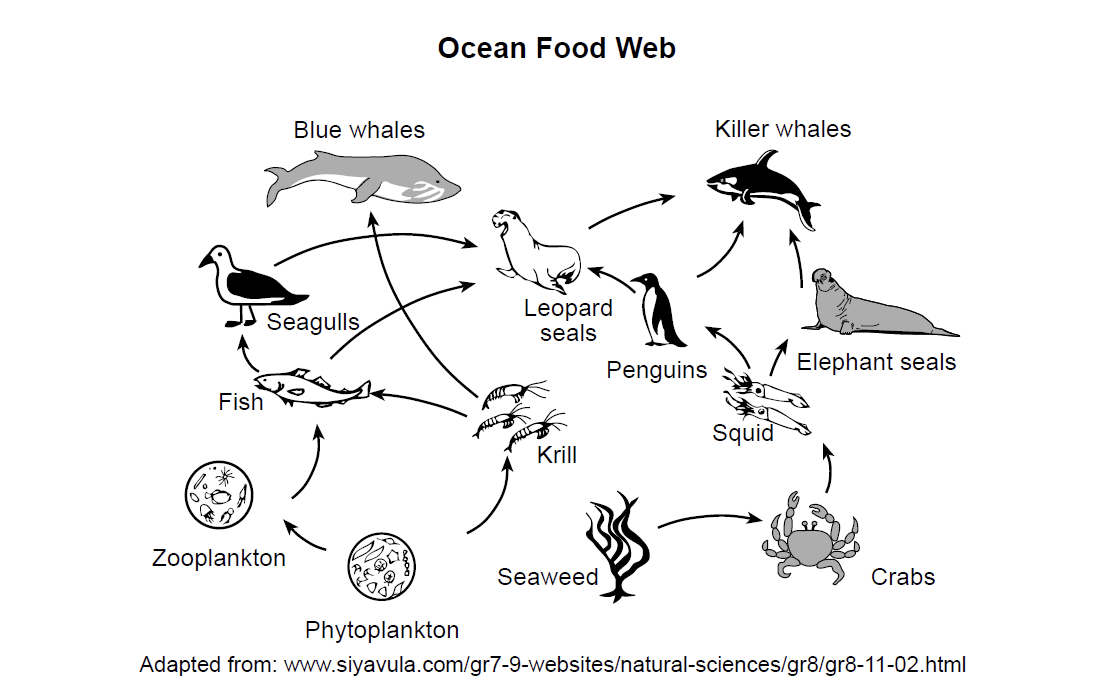 Ocean Food Web
Blue whales
Killer whales
Leopard
seals
Seagulls
Penguins
Elephant seals
Fish
Squid
Krill
Zooplankton
Seaweed
Crabs
Phytoplankton
Adapted from: www.siyavula.com/gr7-9-websites/natural-sciences/gr8/gr8-11-02.html